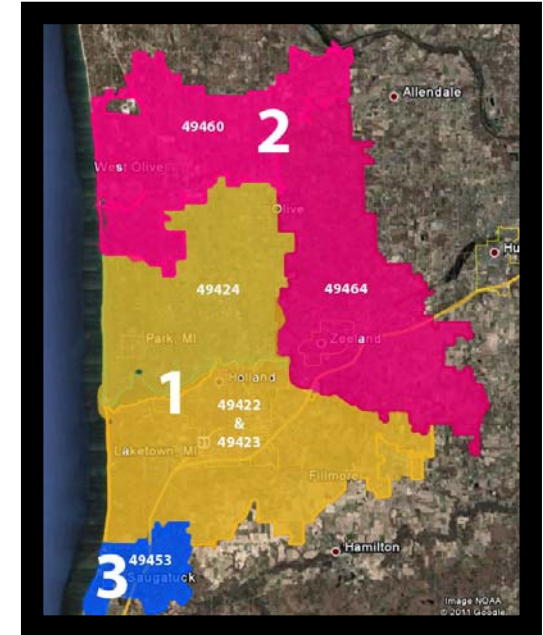 Allendale
49460
2
West Olive
Olive
Hu
49424
49464
Park, MI
Zeeland
Holland
1
49422
&
49423
Laketown, MI
Fillmore
Hamilton
49453
3
Saugatuck
Image NOAA
© 2011 Google